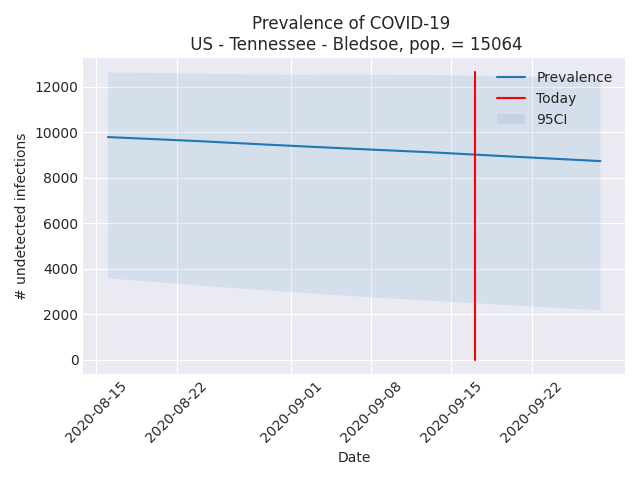 Prevalence of COVID-19
US - Tennessee - Bledsoe, pop. = 15064
Prevalence
Today
95CI
# undetected infections
12000
10000
8000
6000
4000
2000
0
2020-08-15
2020-08-22
2020-09-01
2020-09-08
2020-09-15
2020-09-22
Date